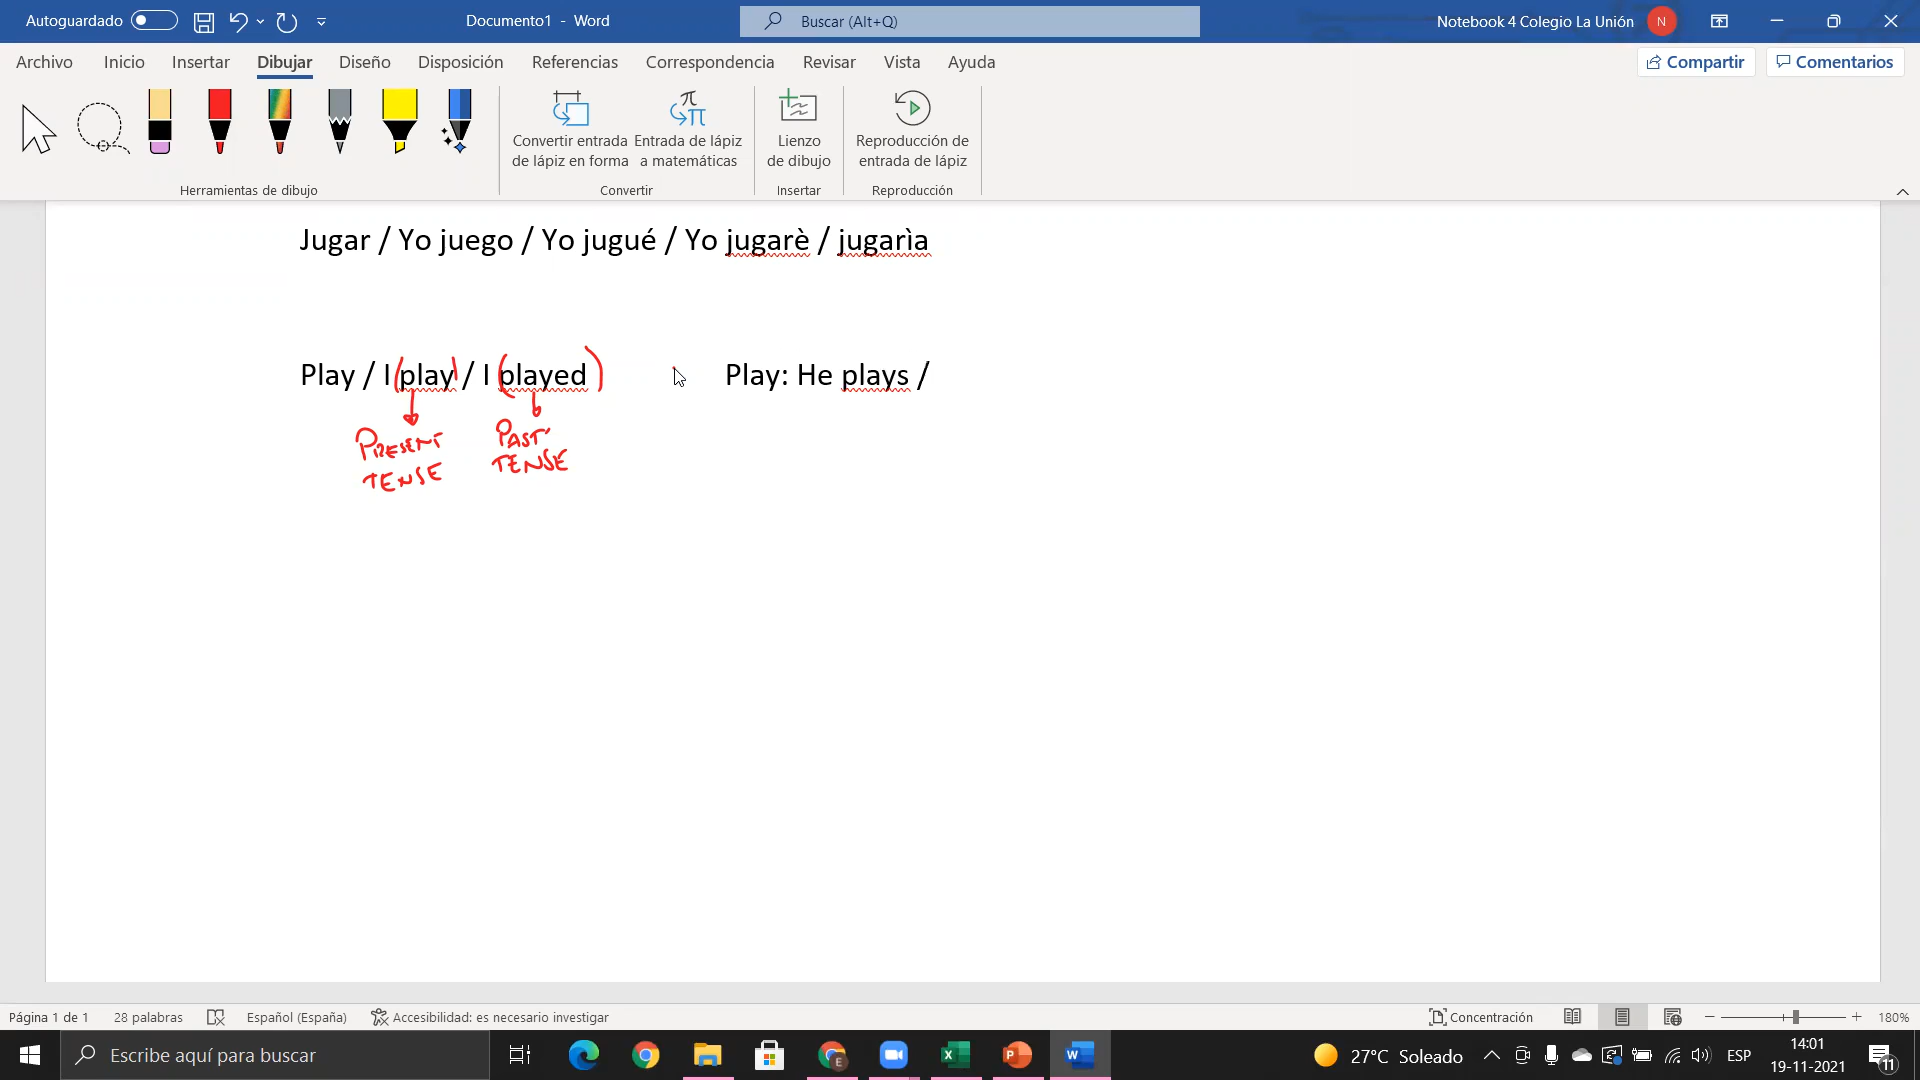 Autoguardado
Documento1 - Word
Buscar (Alt+Q)
Notebook 4 Colegio La Unión N
Archivo Inicio Insertar Dibujar Diseño Disposición Referencias Correspondencia Revisar Vista Ayuda
Compartir Comentarios
Convertir entrada de lápiz en forma
Entrada de lápiz a matemáticas
Lienzo de dibujo
Reproducción de entrada de lápiz
Herramientas de dibujo Convertir Insertar Reproducción
Jugar / Yo juego / Yo jugué / Yo jugarè / jugarìa
Play / I play / I played Play: He plays /
PRESENT TENSE
PAST TENSE
Página 1 de 1 28 palabras Español (España) Accesibilidad: es necesario investigar Concentración 180%
Escribe aquí para buscar
27°C Soleado ESP 14:01
19-11-2021 11